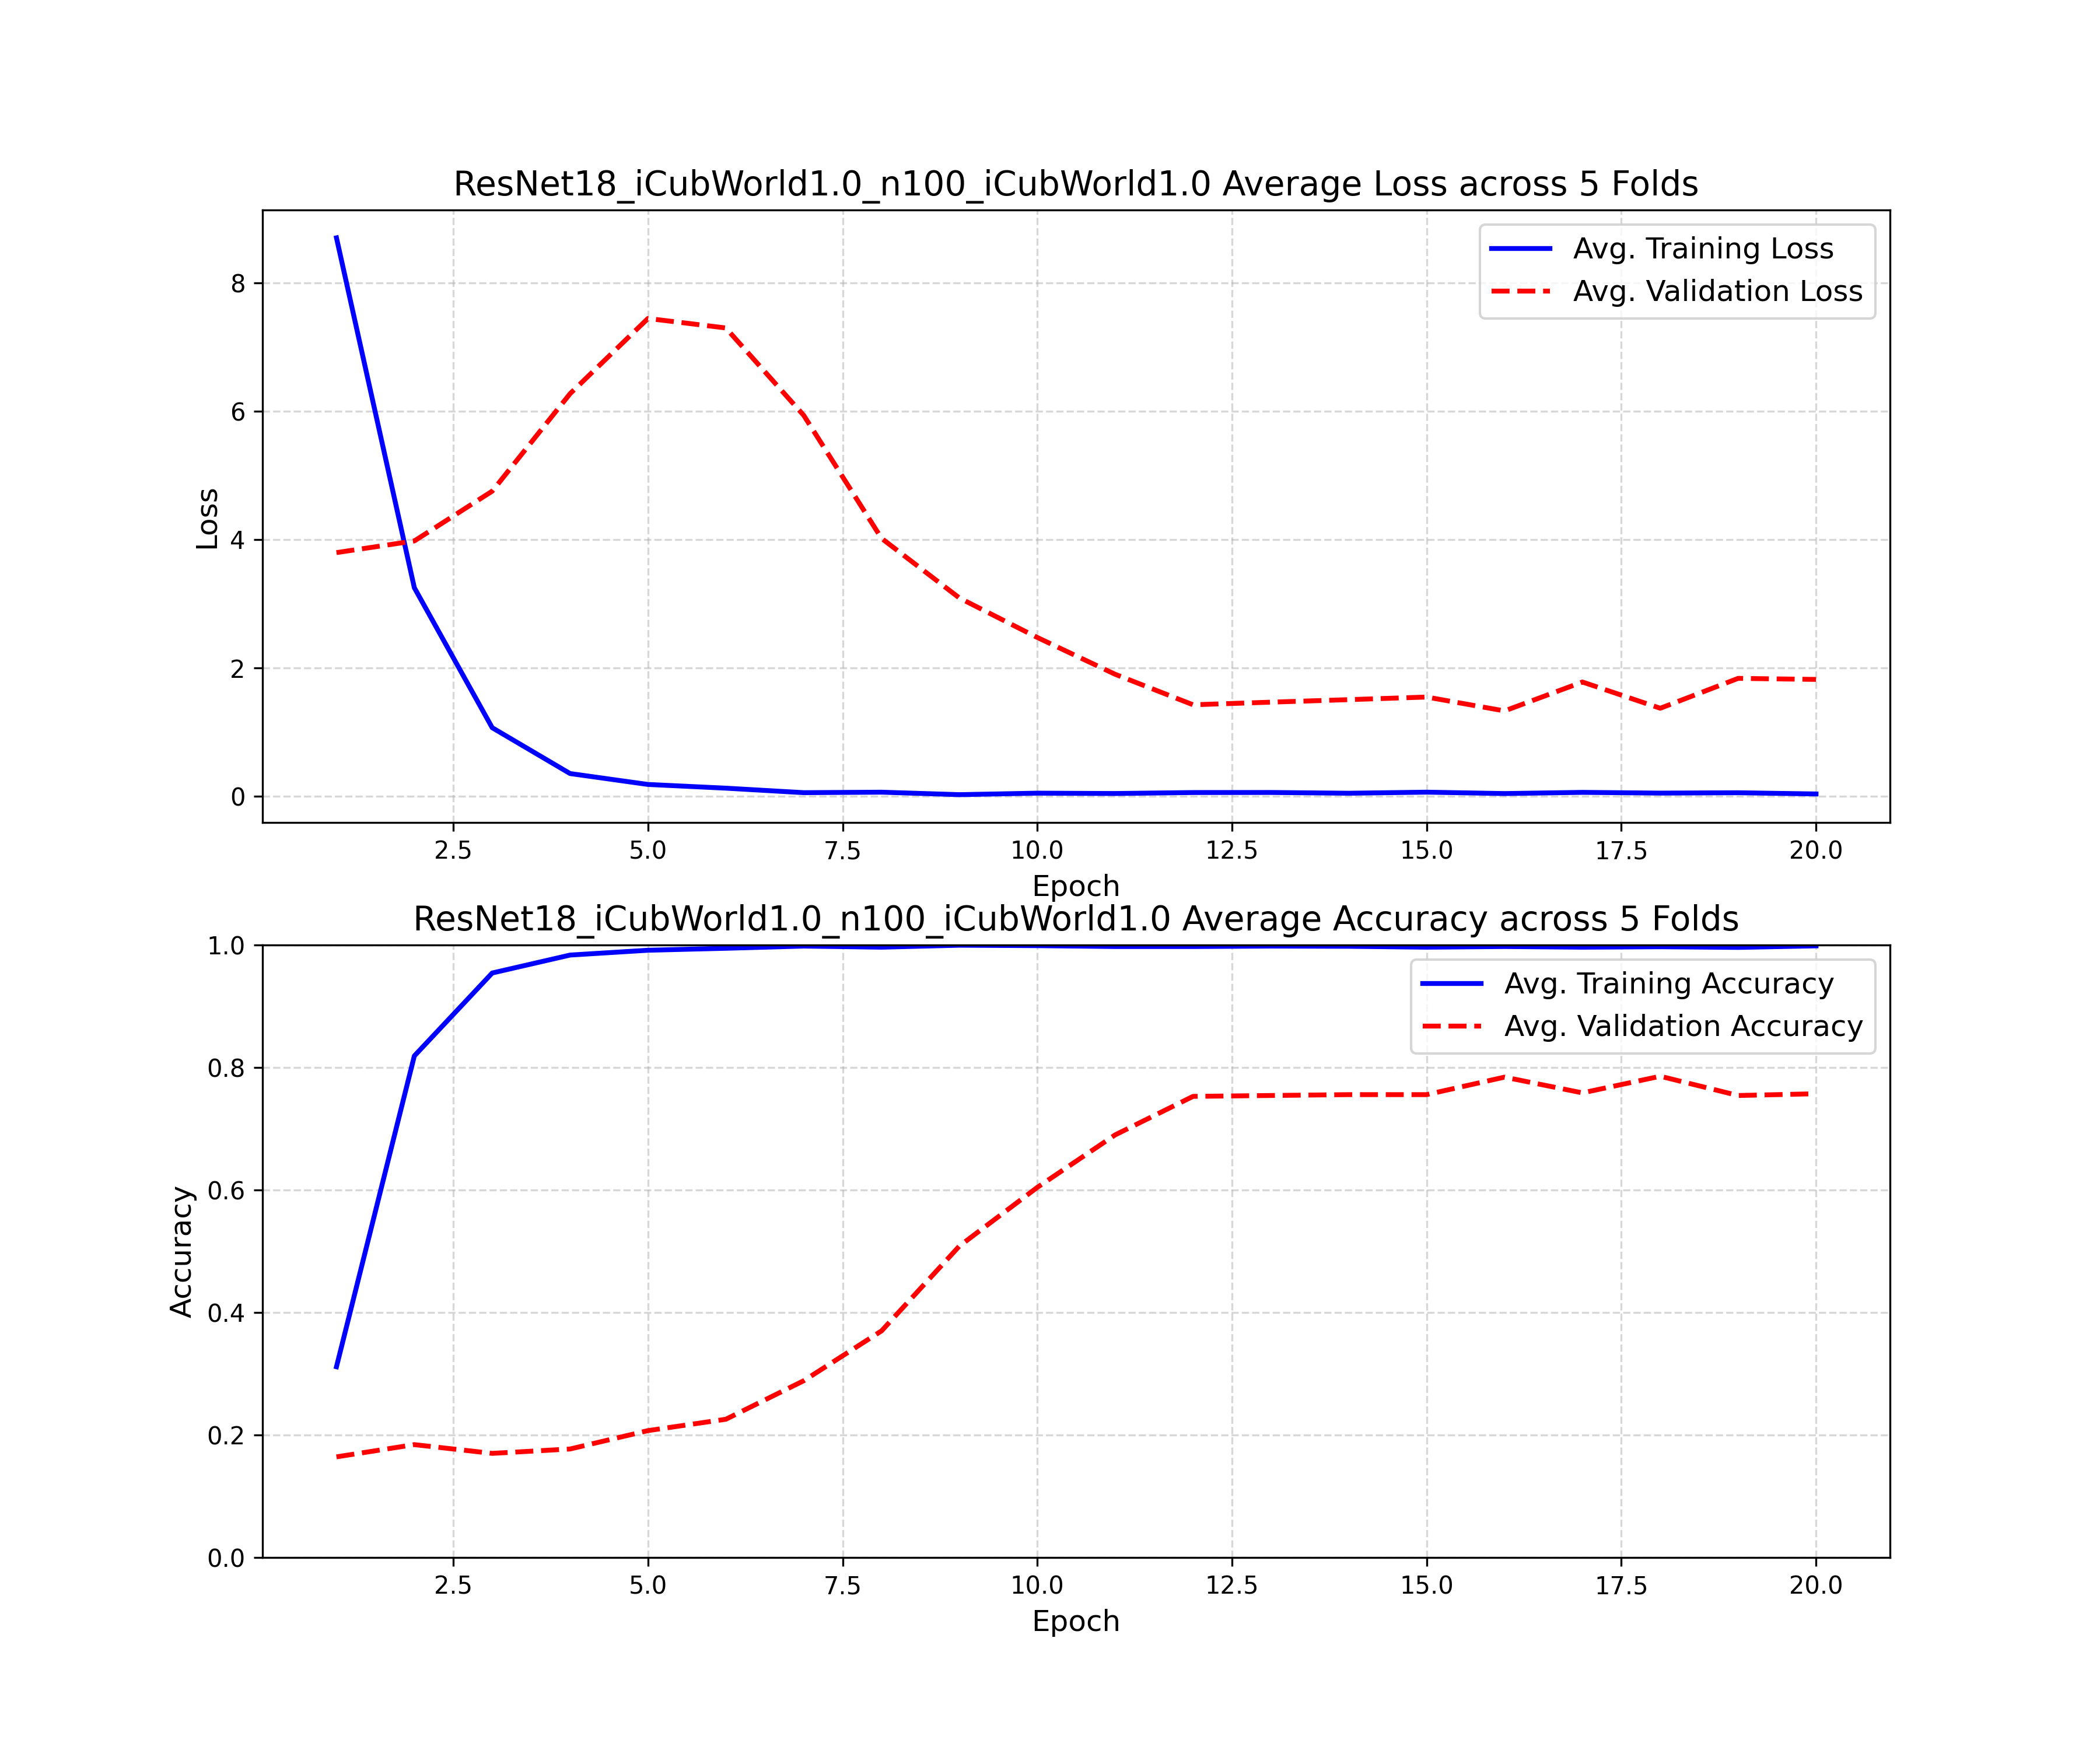 ResNet18_iCubWorld1.0_n100_iCubWorld1.0 Average Loss across 5 Folds
Avg. Training Loss
Avg. Validation Loss
8
6
4
2
0
Loss
2.5 5.0 7.5 10.0 12.5 15.0 17.5 20.0
Epoch
ResNet18_iCubWorld1.0_n100_iCubWorld1.0 Average Accuracy across 5 Folds
Avg. Training Accuracy
Avg. Validation Accuracy
1.0
0.8
0.6
0.4
0.2
0.0
Accuracy
2.5 5.0 7.5 10.0 12.5 15.0 17.5 20.0
Epoch